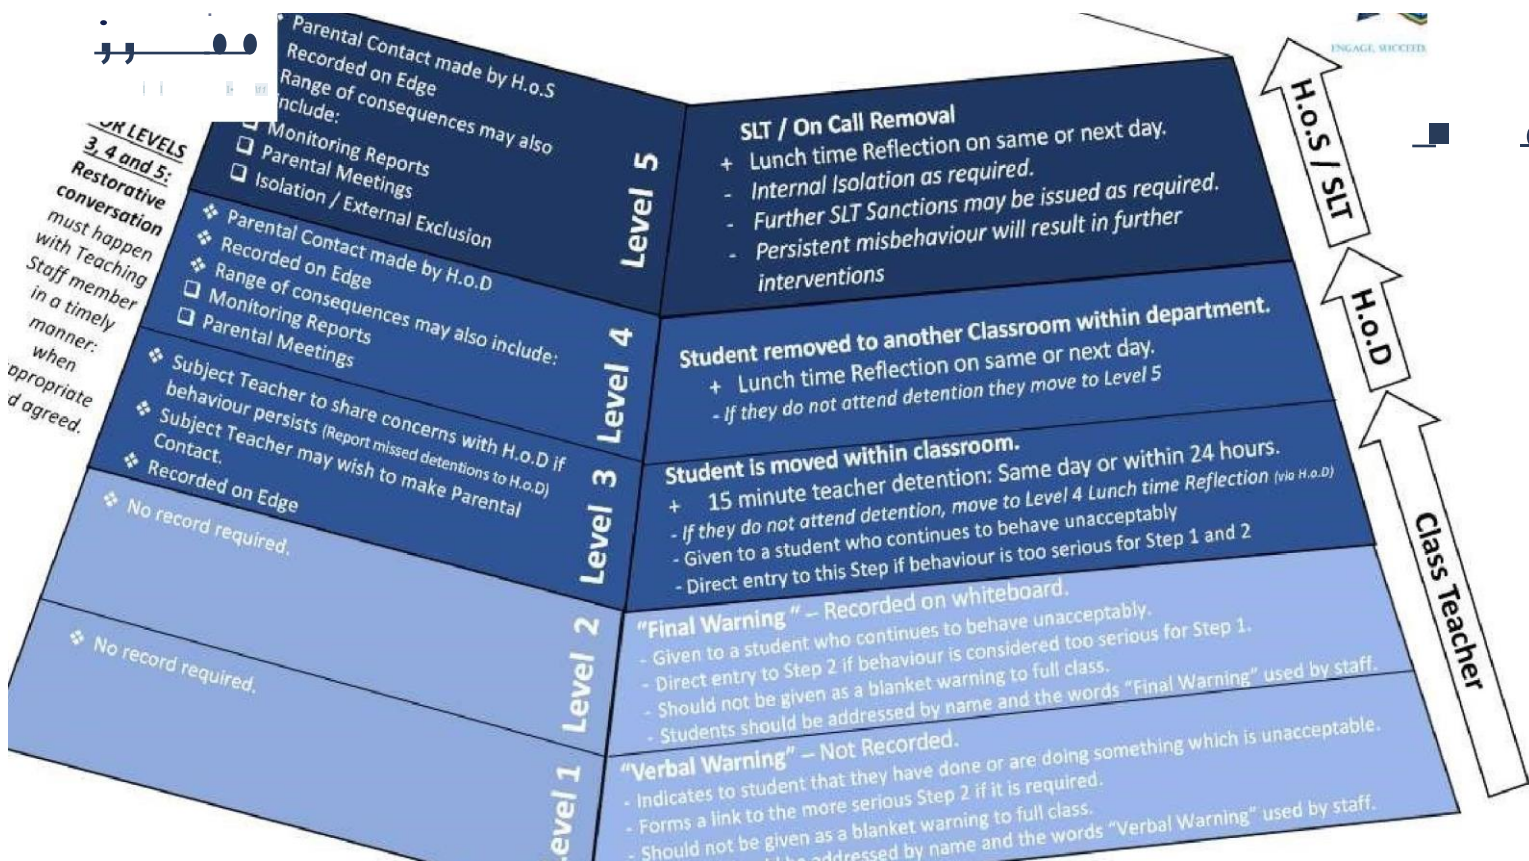 ENGAGE, SUCCEED.
Parental Contact made by H.o.S
Recorded on Edge
Range of consequences may also
include:
❑ Monitoring Reports
❑ Parental Meetings
❑ Isolation / External Exclusion
Level 5
SLT / On Call Removal
+ Lunch time Reflection on same or next day.
- Internal Isolation as required.
- Further SLT Sanctions may be issued as required.
- Persistent misbehaviour will result in further
interventions
H.o.S / SLT
LEVELS
3, 4 and 5:
Restorative
conversation
must happen
with Teaching
Staff member
in a timely
manner:
when
agreed.
❖ Parental Contact made by H.o.D
❖ Recorded on Edge
❖ Range of consequences may also include:
❑ Monitoring Reports
❑ Parental Meetings
Level 4
Student removed to another Classroom within department.
+ Lunch time Reflection on same or next day.
- If they do not attend detention they move to Level 5
H.o.D
❖ Subject Teacher to share concerns with H.o.D if
behaviour persists (Report missed detentions to H.o.D)
❖ Subject Teacher may wish to make Parental
Contact.
❖ Recorded on Edge
Level 3
Student is moved within classroom.
+ 15 minute teacher detention: Same day or within 24 hours.
- If they do not attend detention, move to Level 4 Lunch time Reflection (via H.o.D)
- Given to a student who continues to behave unacceptably
- Direct entry to this Step if behaviour is too serious for Step 1 and 2
Class Teacher
❖ No record required.
Level 2
“Final Warning “ – Recorded on whiteboard.
- Given to a student who continues to behave unacceptably.
- Direct entry to Step 2 if behaviour is considered too serious for Step 1.
- Should not be given as a blanket warning to full class.
- Students should be addressed by name and the words “Final Warning” used by staff.
❖ No record required.
Level 1
“Verbal Warning” – Not Recorded.
- Indicates to student that they have done or are doing something which is unacceptable.
- Forms a link to the more serious Step 2 if it is required.
- Should not be given as a blanket warning to full class.
be addressed by name and the words “Verbal Warning” used by staff.